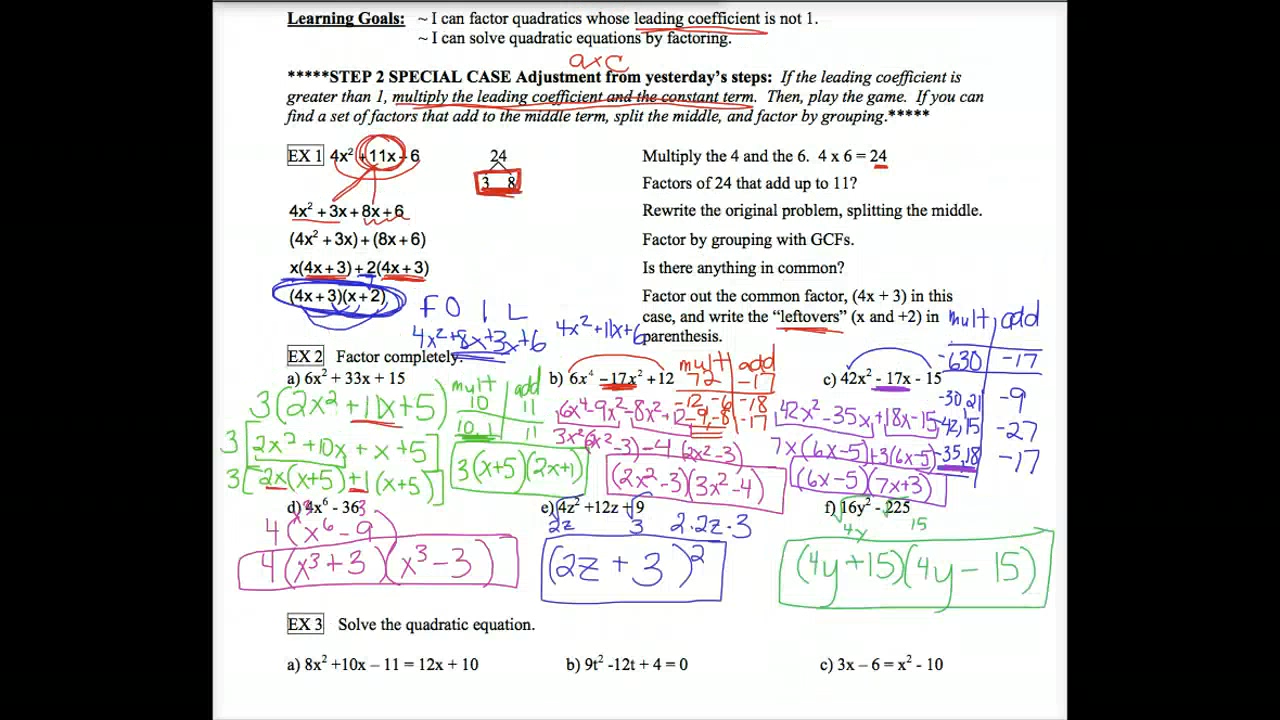 Learning Goals: ~ I can factor quadratics whose leading coefficient is not 1.
~ I can solve quadratic equations by factoring.
a×c
*****STEP 2 SPECIAL CASE Adjustment from yesterday's steps: If the leading coefficient is
greater than 1, multiply the leading coefficient and the constant term. Then, play the game. If you can
find a set of factors that add to the middle term, split the middle, and factor by grouping.*****
EX 1 4x² + 11x + 6 24 Multiply the 4 and the 6. 4 x 6 = 24
3 8 Factors of 24 that add up to 11?
4x² + 3x + 8x + 6 Rewrite the original problem, splitting the middle.
(4x² + 3x) + (8x + 6) Factor by grouping with GCFs.
x(4x + 3) + 2(4x + 3) Is there anything in common?
(4x + 3)(x + 2) Factor out the common factor, (4x + 3) in this
F O I L case, and write the "leftovers" (x and +2) in
4x²+8x+3x+6 4x²+11x+6 parenthesis.
EX 2 Factor completely.
a) 6x² + 33x + 15
3(2x² + 11x + 5)
mult add
10 11
10, 1 11
3[2x² + 10x + x + 5]
3[2x(x+5) + 1(x+5)]
3(x+5)(2x+1)
b) 6x⁴ − 17x² + 12
mult add
72 −17
−12, −6 −18
−9, −8 −17
6x⁴ − 9x² − 8x² + 12
3x²(2x² − 3) − 4(2x² − 3)
(2x² − 3)(3x² − 4)
c) 42x² − 17x − 15
mult add
−630 −17
−30, 21 −9
−42, 15 −27
−35, 18 −17
42x² − 35x + 18x − 15
7x(6x − 5) + 3(6x − 5)
(6x − 5)(7x + 3)
d) 4x⁶ - 36
x³ 3
4(x⁶ − 9)
4(x³ + 3)(x³ − 3)
e) 4z² +12z + 9
2z 3 2·2z·3
(2z + 3)²
f) 16y² - 225
4y 15
(4y + 15)(4y − 15)
EX 3 Solve the quadratic equation.
a) 8x² +10x – 11 = 12x + 10 b) 9t² -12t + 4 = 0 c) 3x – 6 = x² - 10